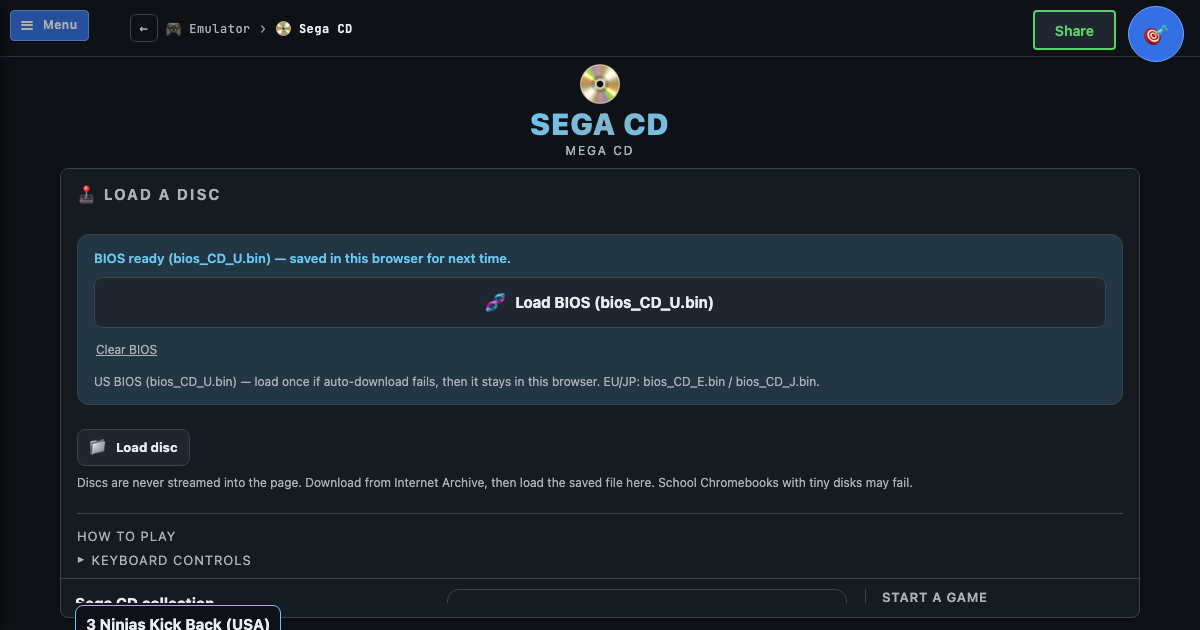 Menu
← Emulator > Sega CD
Share
SEGA CD
MEGA CD
LOAD A DISC
BIOS ready (bios_CD_U.bin) — saved in this browser for next time.
Load BIOS (bios_CD_U.bin)
Clear BIOS
US BIOS (bios_CD_U.bin) — load once if auto-download fails, then it stays in this browser. EU/JP: bios_CD_E.bin / bios_CD_J.bin.
Load disc
Discs are never streamed into the page. Download from Internet Archive, then load the saved file here. School Chromebooks with tiny disks may fail.
HOW TO PLAY
KEYBOARD CONTROLS
Sega CD collection
START A GAME
3 Ninjas Kick Back (USA)